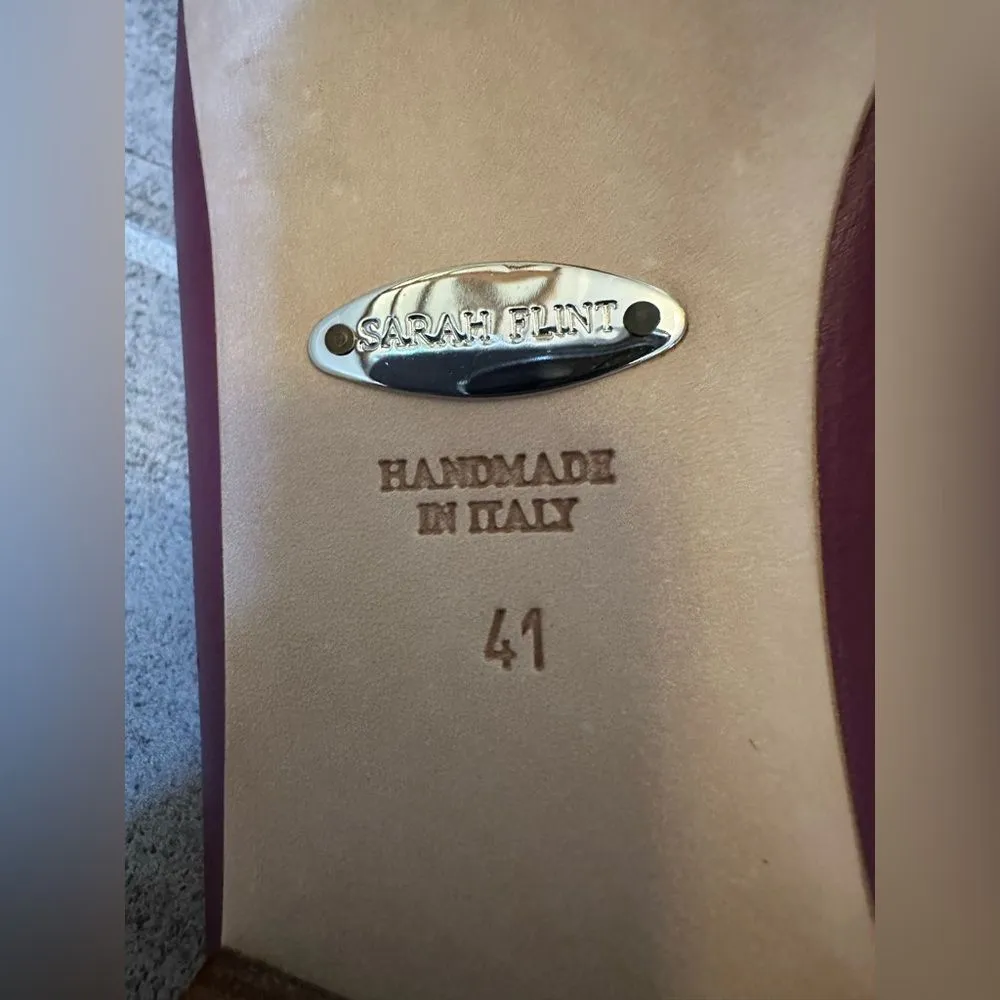 SARAH FLINT
HANDMADE
IN ITALY
41